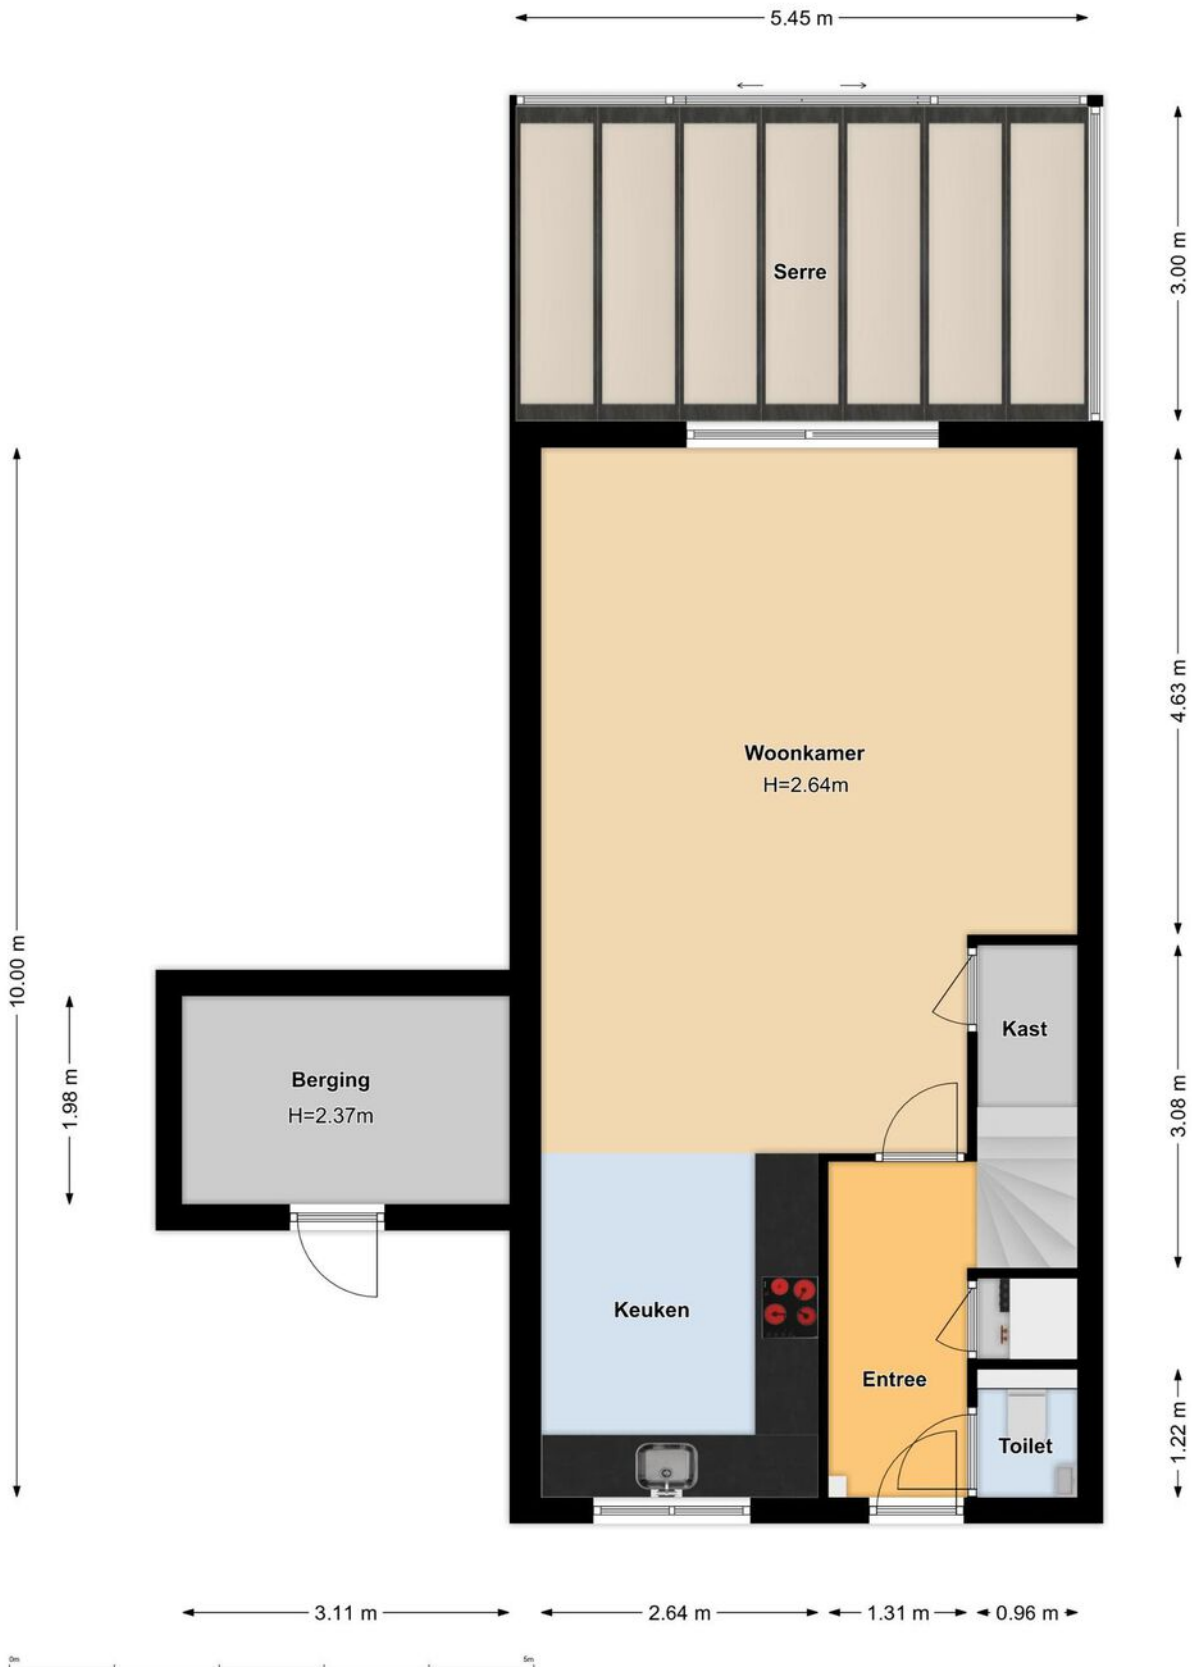 5.45 m
Serre
3.00 m
Woonkamer
H=2.64m
4.63 m
10.00 m
Kast
Berging
H=2.37m
1.98 m
3.08 m
Keuken
Entree
Toilet
1.22 m
3.11 m
2.64 m
1.31 m
0.96 m
0m
5m